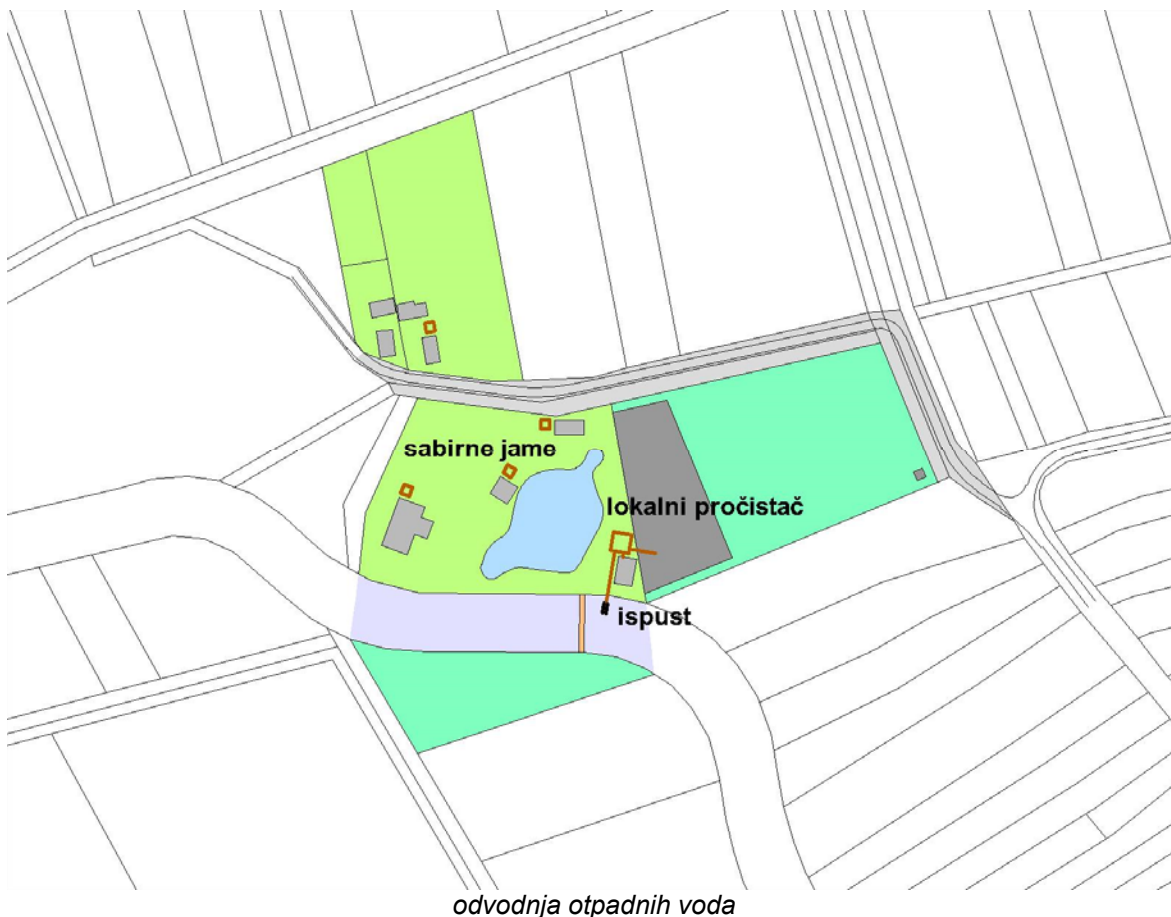 sabirne jame
lokalni pročistač
ispust
odvodnja otpadnih voda